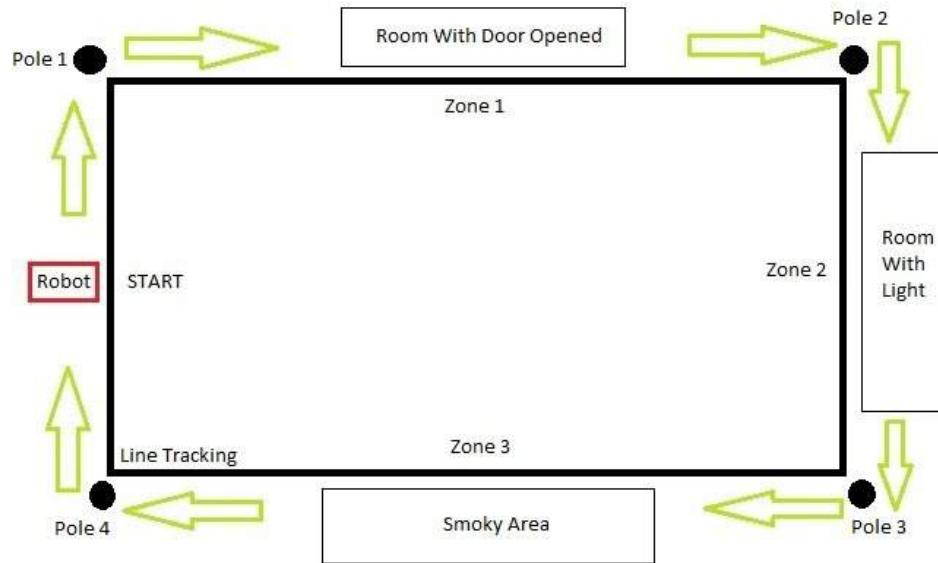 Pole 2
Room With Door Opened
Pole 1
Zone 1
Robot
START
Zone 2
Room
With
Light
Line Tracking
Zone 3
Pole 4
Smoky Area
Pole 3